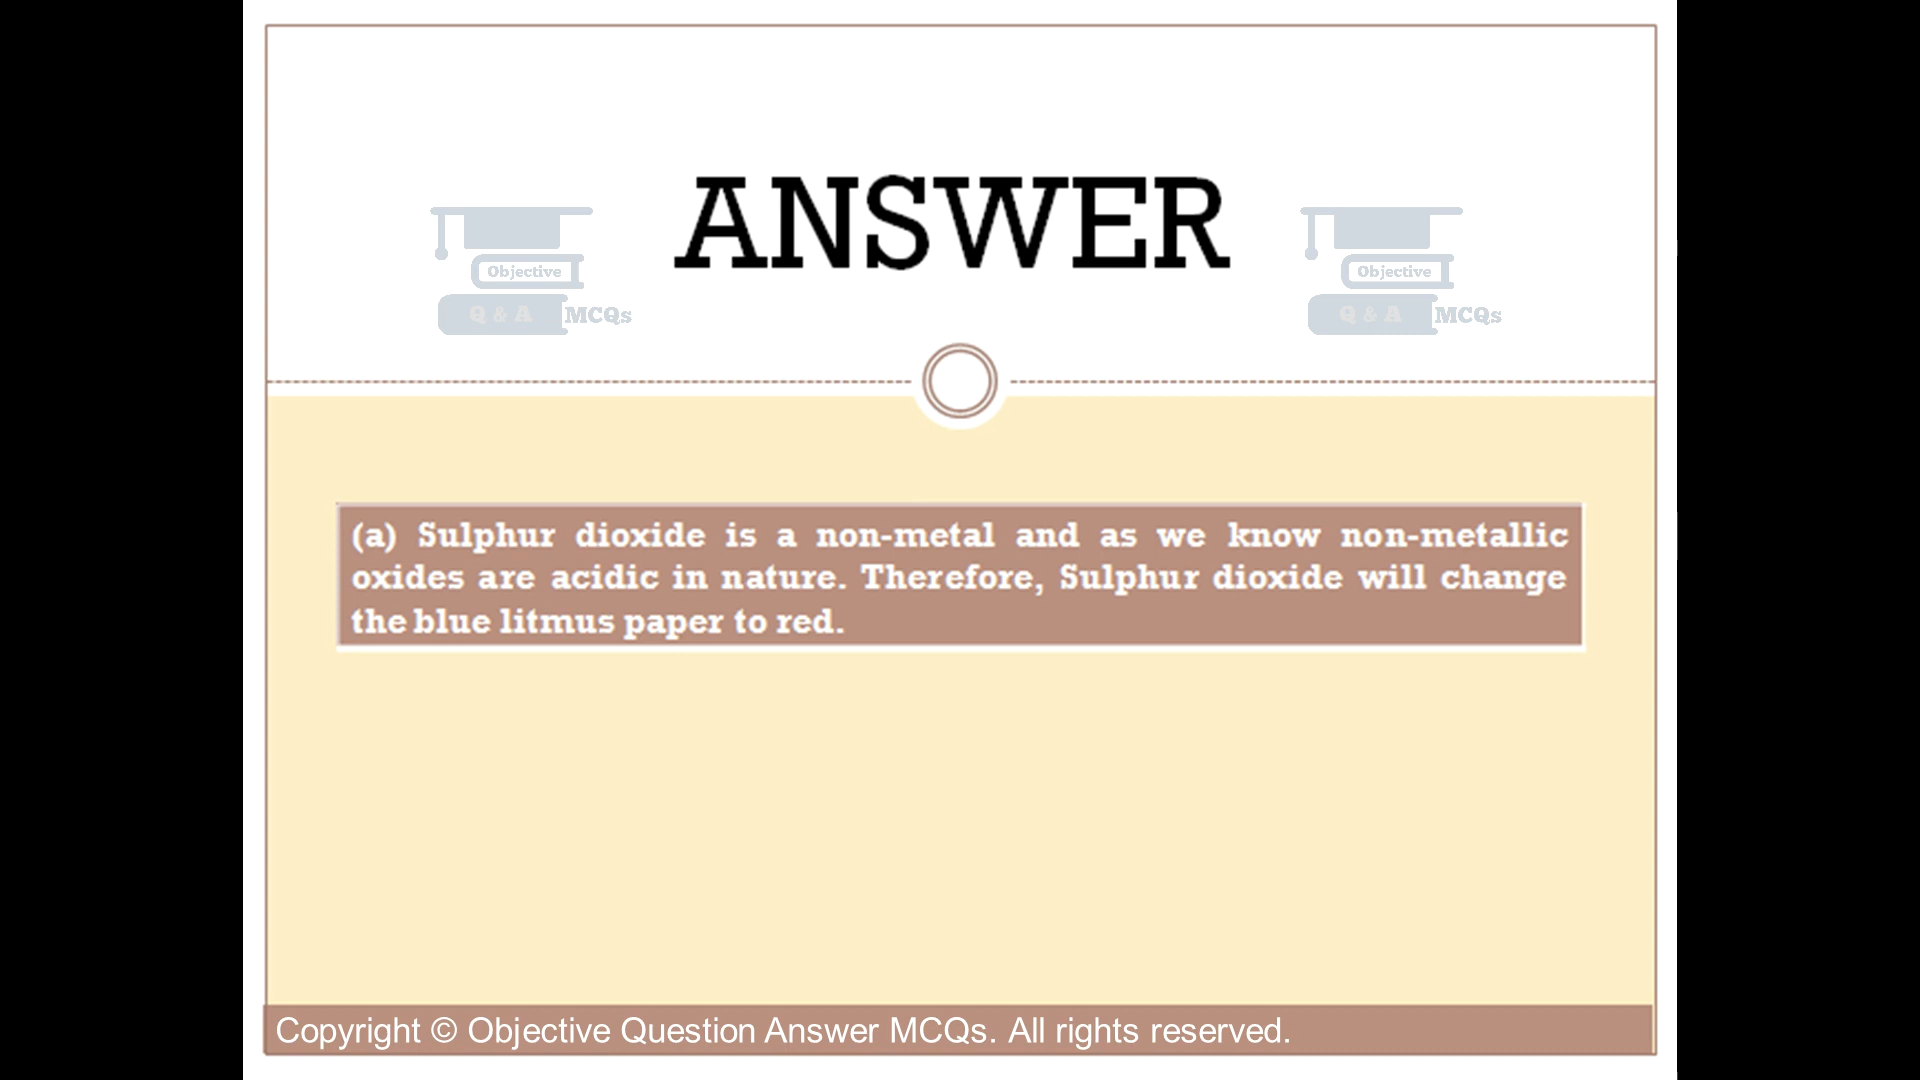 ANSWER
Objective
Q & A MCQs
Objective
Q & A MCQs
(a) Sulphur dioxide is a non-metal and as we know non-metallic
oxides are acidic in nature. Therefore, Sulphur dioxide will change
the blue litmus paper to red.
Copyright © Objective Question Answer MCQs. All rights reserved.